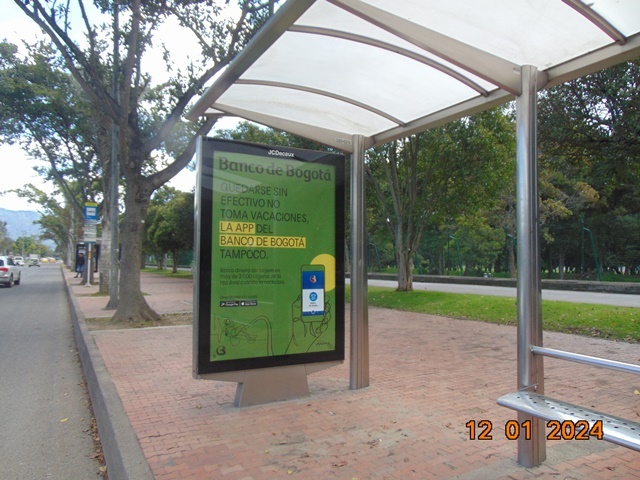 JCDecaux
Banco de Bogotá
QUEDARSE SIN
EFECTIVO NO
TOMA VACACIONES,
LA APP DEL
BANCO DE BOGOTÁ
TAMPOCO.
12 01 2024